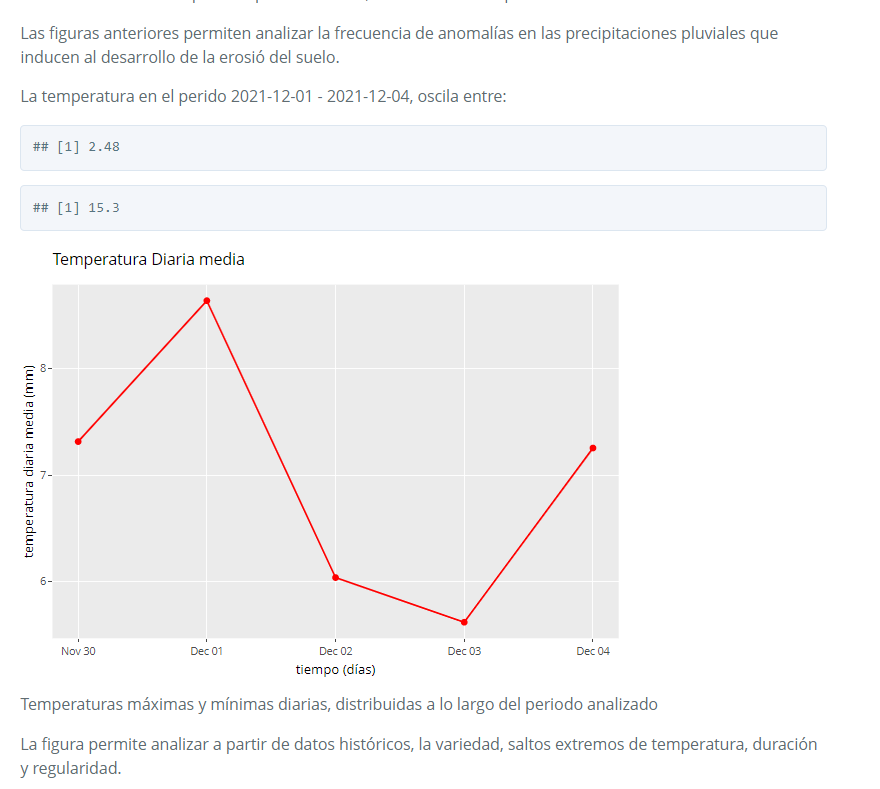 Las figuras anteriores permiten analizar la frecuencia de anomalías en las precipitaciones pluviales que
inducen al desarrollo de la erosió del suelo.
La temperatura en el perido 2021-12-01 - 2021-12-04, oscila entre:
## [1] 2.48
## [1] 15.3
Temperatura Diaria media
temperatura diaria media (mm)
8
7
6
Nov 30 Dec 01 Dec 02 Dec 03 Dec 04
tiempo (días)
Temperaturas máximas y mínimas diarias, distribuidas a lo largo del periodo analizado
La figura permite analizar a partir de datos históricos, la variedad, saltos extremos de temperatura, duración
y regularidad.